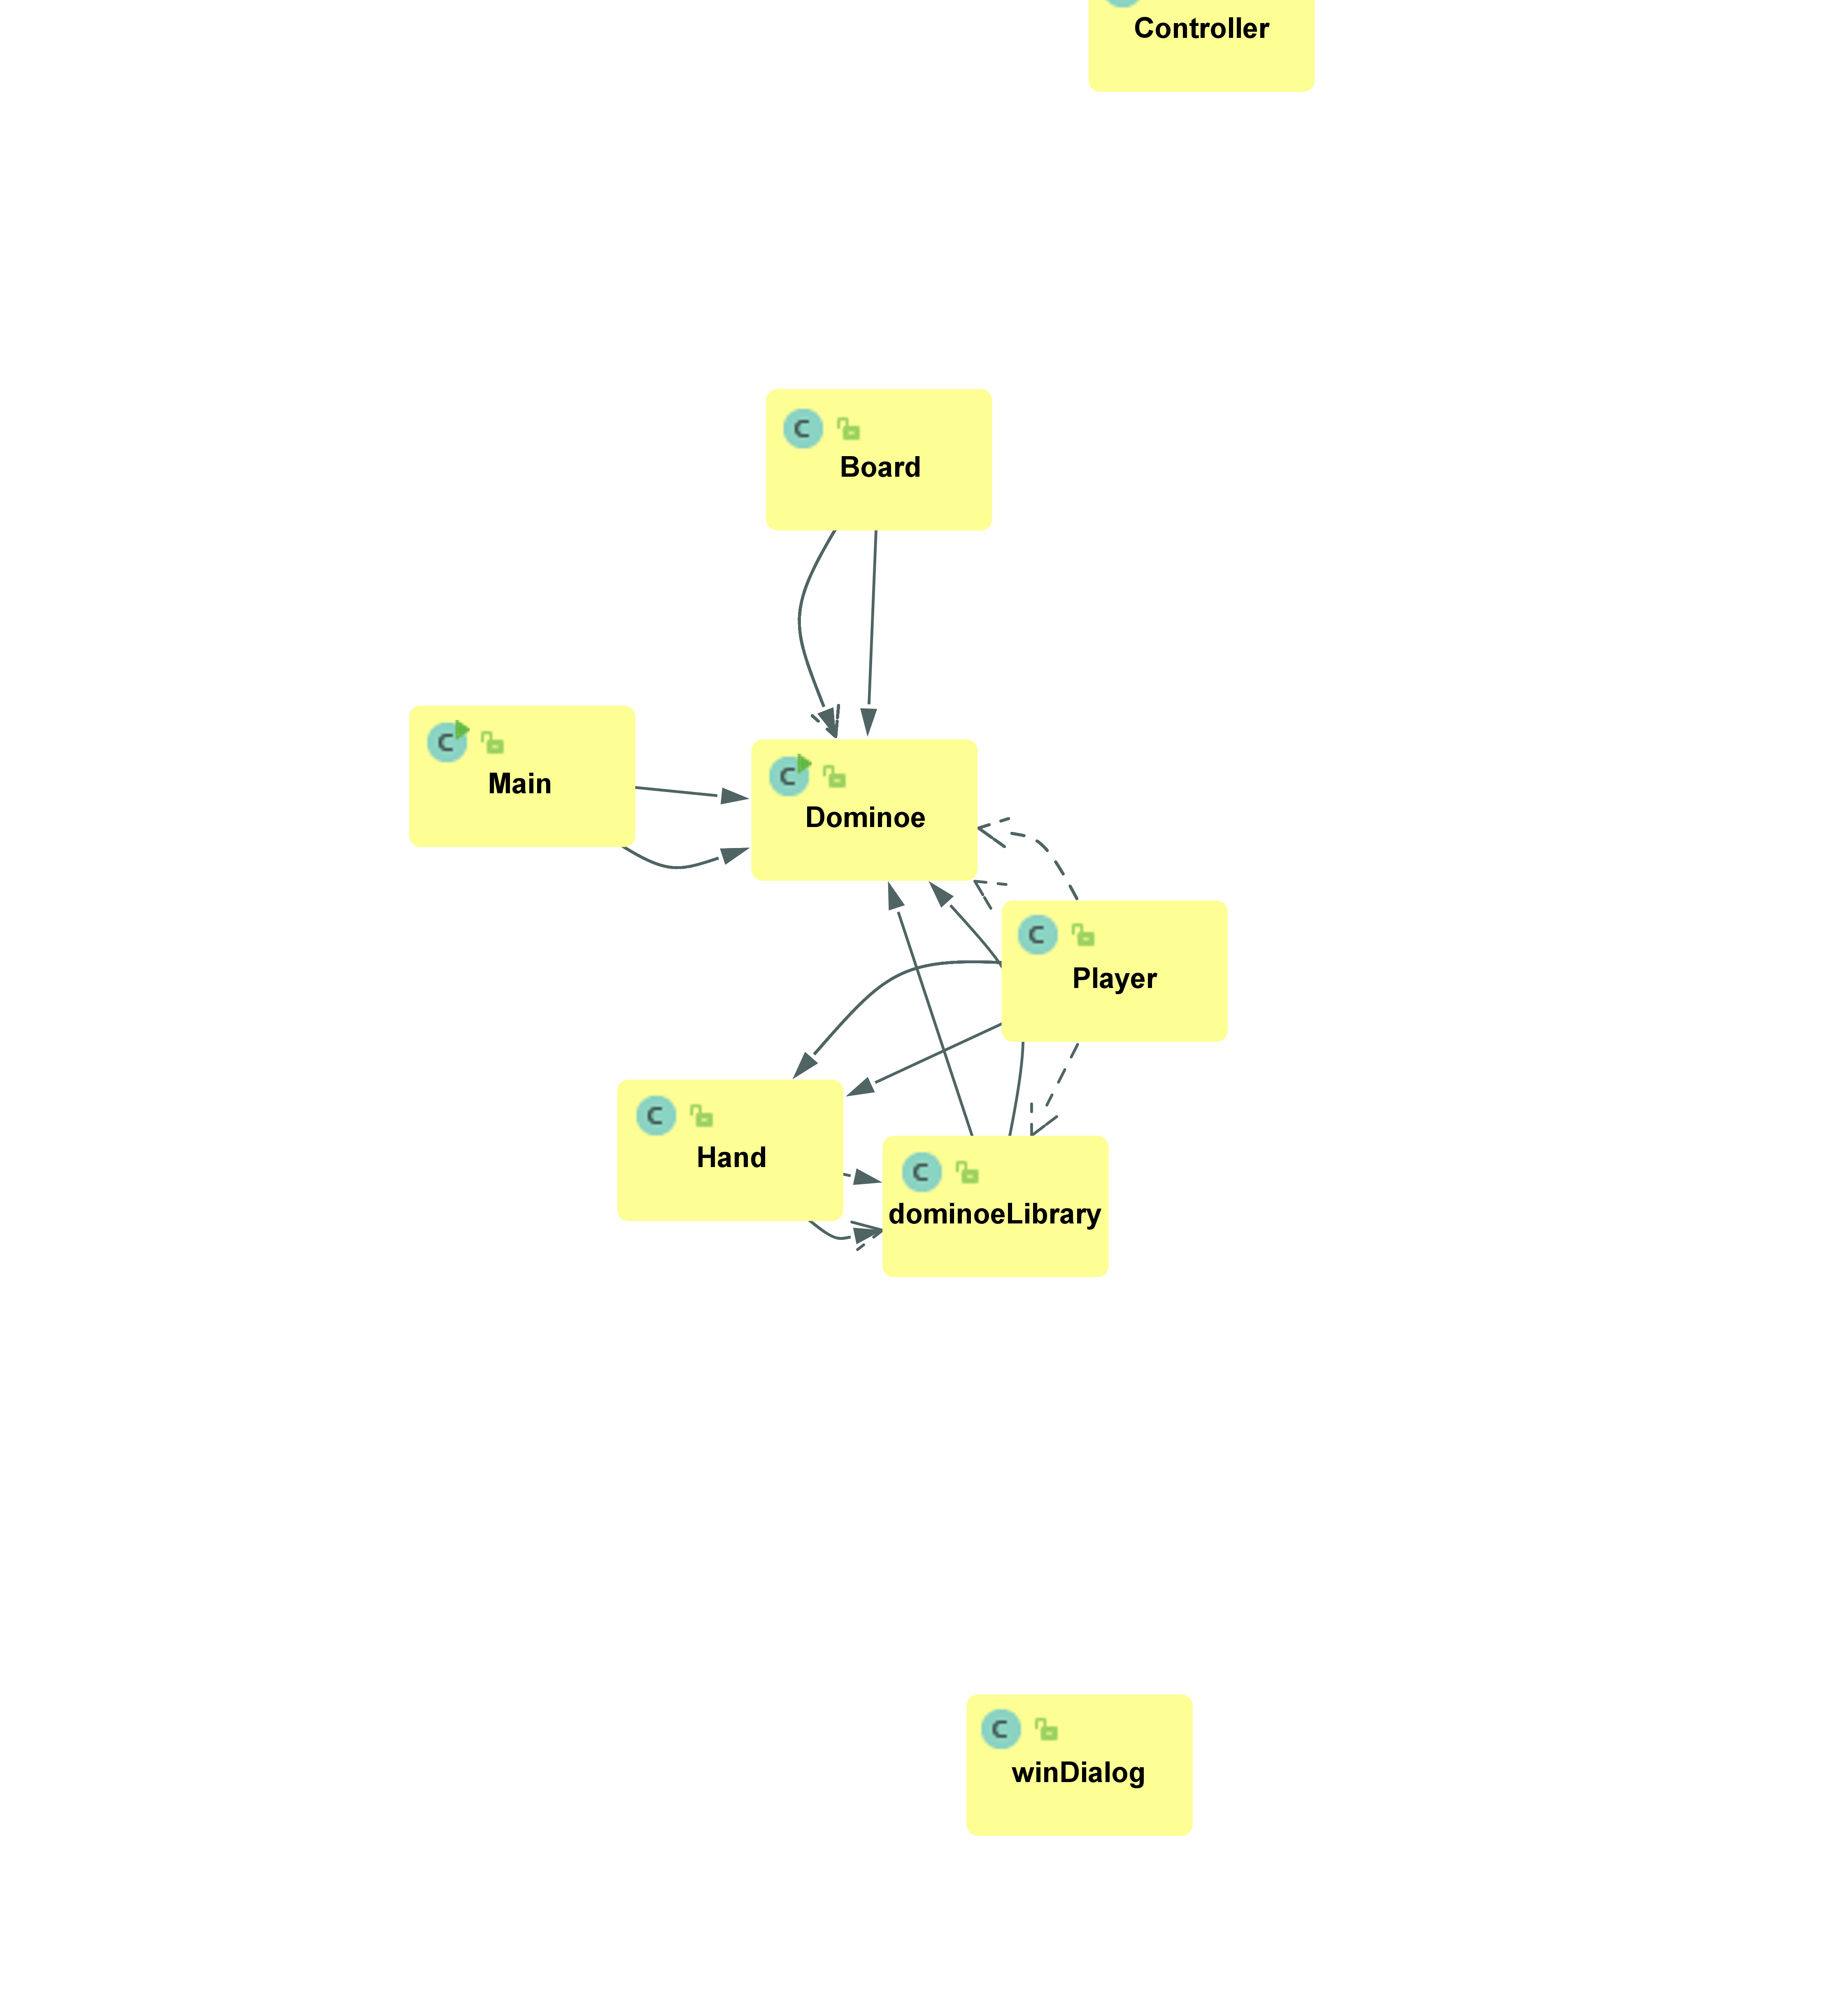 Controller
C
Board
C
Main
C
Dominoe
C
Player
C
Hand
C
dominoeLibrary
C
winDialog